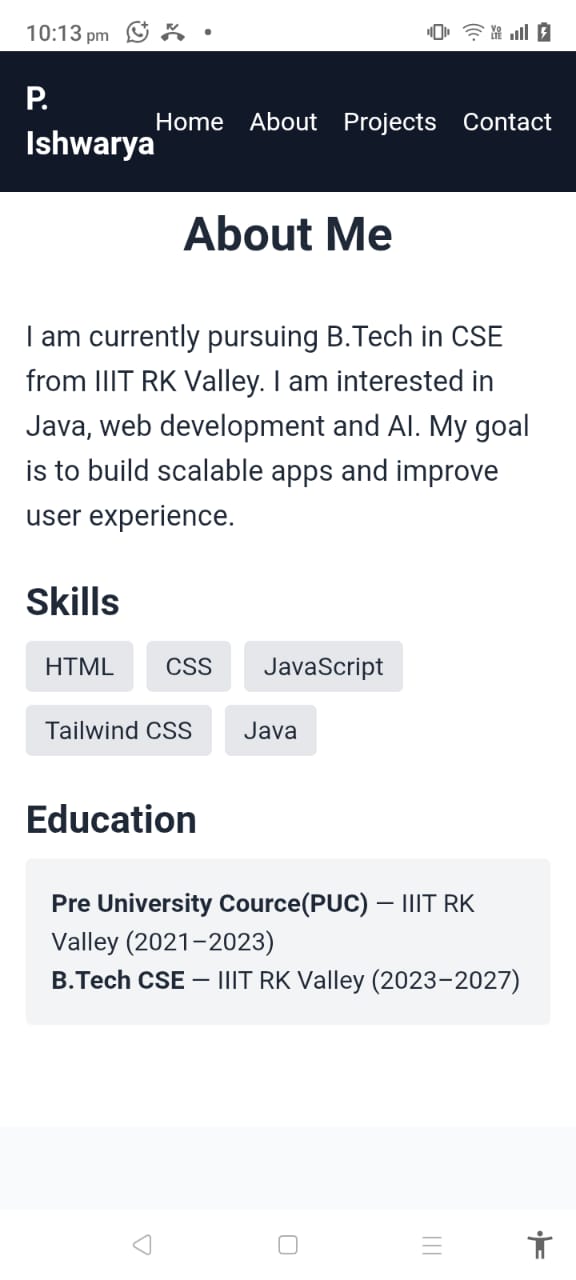 10:13 pm
VoLTE
P.
Ishwarya
Home About Projects Contact
About Me
I am currently pursuing B.Tech in CSE
from IIIT RK Valley. I am interested in
Java, web development and AI. My goal
is to build scalable apps and improve
user experience.
Skills
HTML CSS JavaScript
Tailwind CSS Java
Education
Pre University Cource(PUC) — IIIT RK
Valley (2021–2023)
B.Tech CSE — IIIT RK Valley (2023–2027)